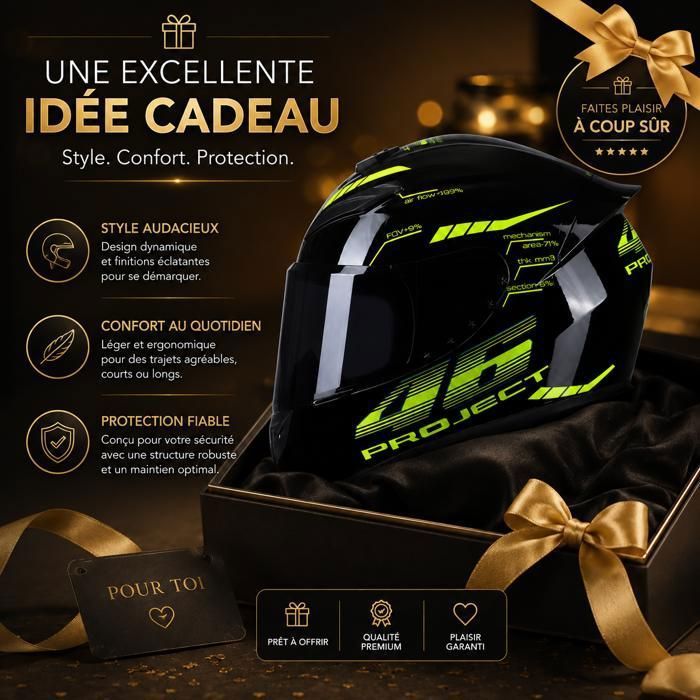 UNE EXCELLENTE
IDÉE CADEAU
Style. Confort. Protection.
FAITES PLAISIR
À COUP SÛR
STYLE AUDACIEUX
Design dynamique
et finitions éclatantes
pour se démarquer.
CONFORT AU QUOTIDIEN
Léger et ergonomique
pour des trajets agréables,
courts ou longs.
PROTECTION FIABLE
Conçu pour votre sécurité
avec une structure robuste
et un maintien optimal.
air flow+99%
FOV+9%
mechanism
area-71%
thk mm3
section-6%
46
PROJECT
PRO
POUR TOI
PRÊT À OFFRIR
QUALITÉ
PREMIUM
PLAISIR
GARANTI